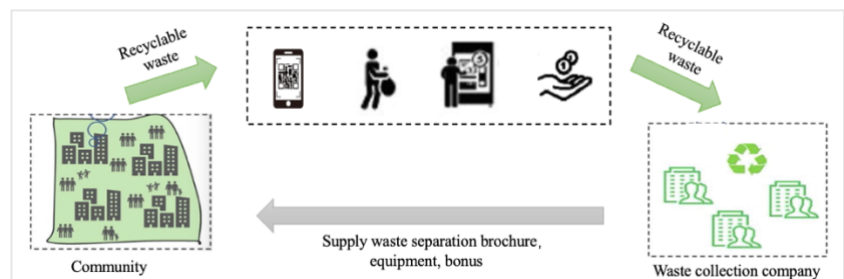 Recyclable
waste
Recyclable
waste
Community
Supply waste separation brochure,
equipment, bonus
Waste collection company